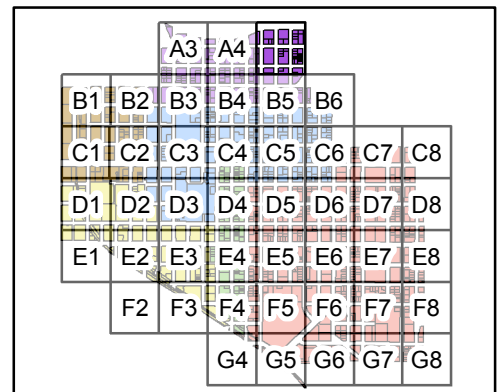 A3 A4
B1 B2 B3 B4 B5 B6
C1 C2 C3 C4 C5 C6 C7 C8
D1 D2 D3 D4 D5 D6 D7 D8
E1 E2 E3 E4 E5 E6 E7 E8
F2 F3 F4 F5 F6 F7 F8
G4 G5 G6 G7 G8